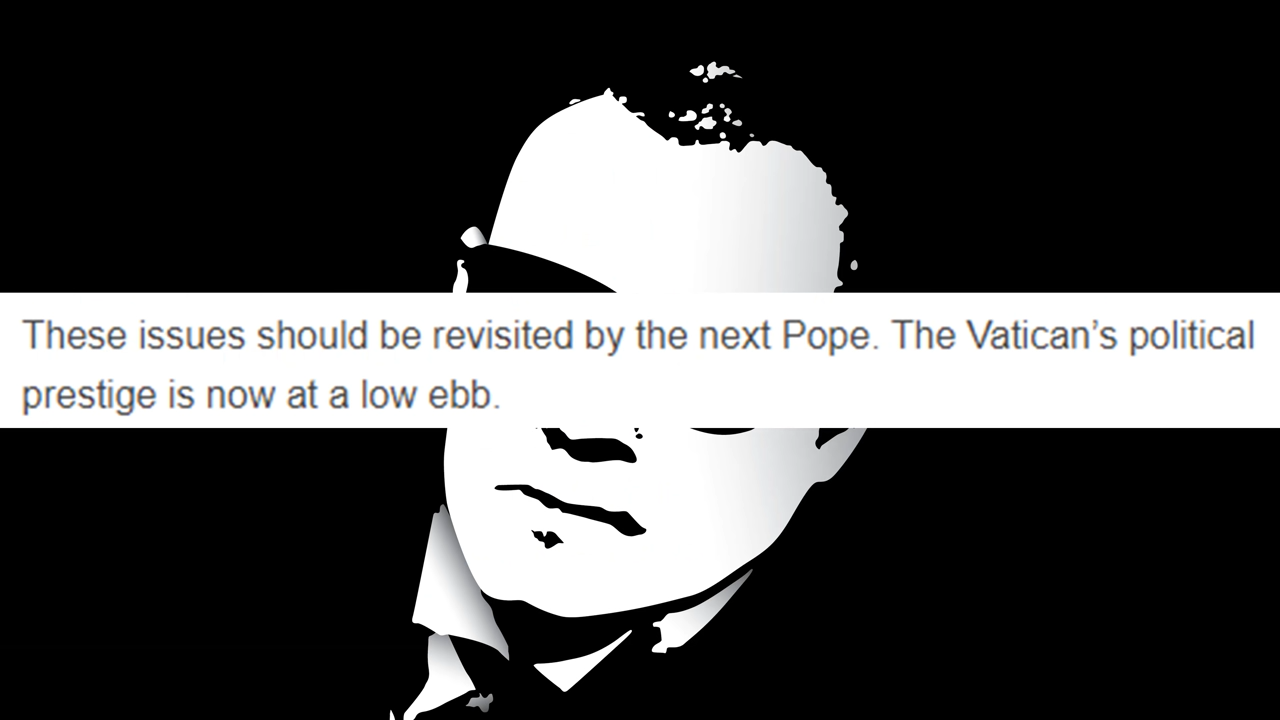 These issues should be revisited by the next Pope. The Vatican’s political
prestige is now at a low ebb.